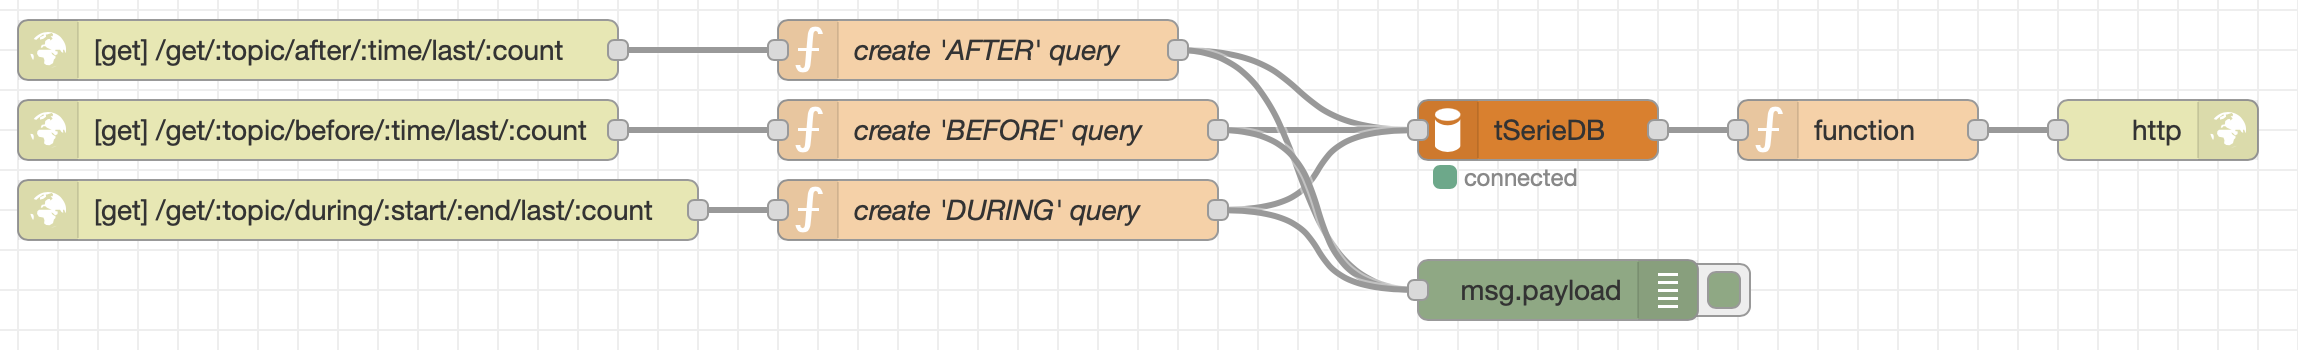 [get] /get/:topic/after/:time/last/:count
create 'AFTER' query
[get] /get/:topic/before/:time/last/:count
create 'BEFORE' query
tSerieDB
function
http
connected
[get] /get/:topic/during/:start/:end/last/:count
create 'DURING' query
msg.payload